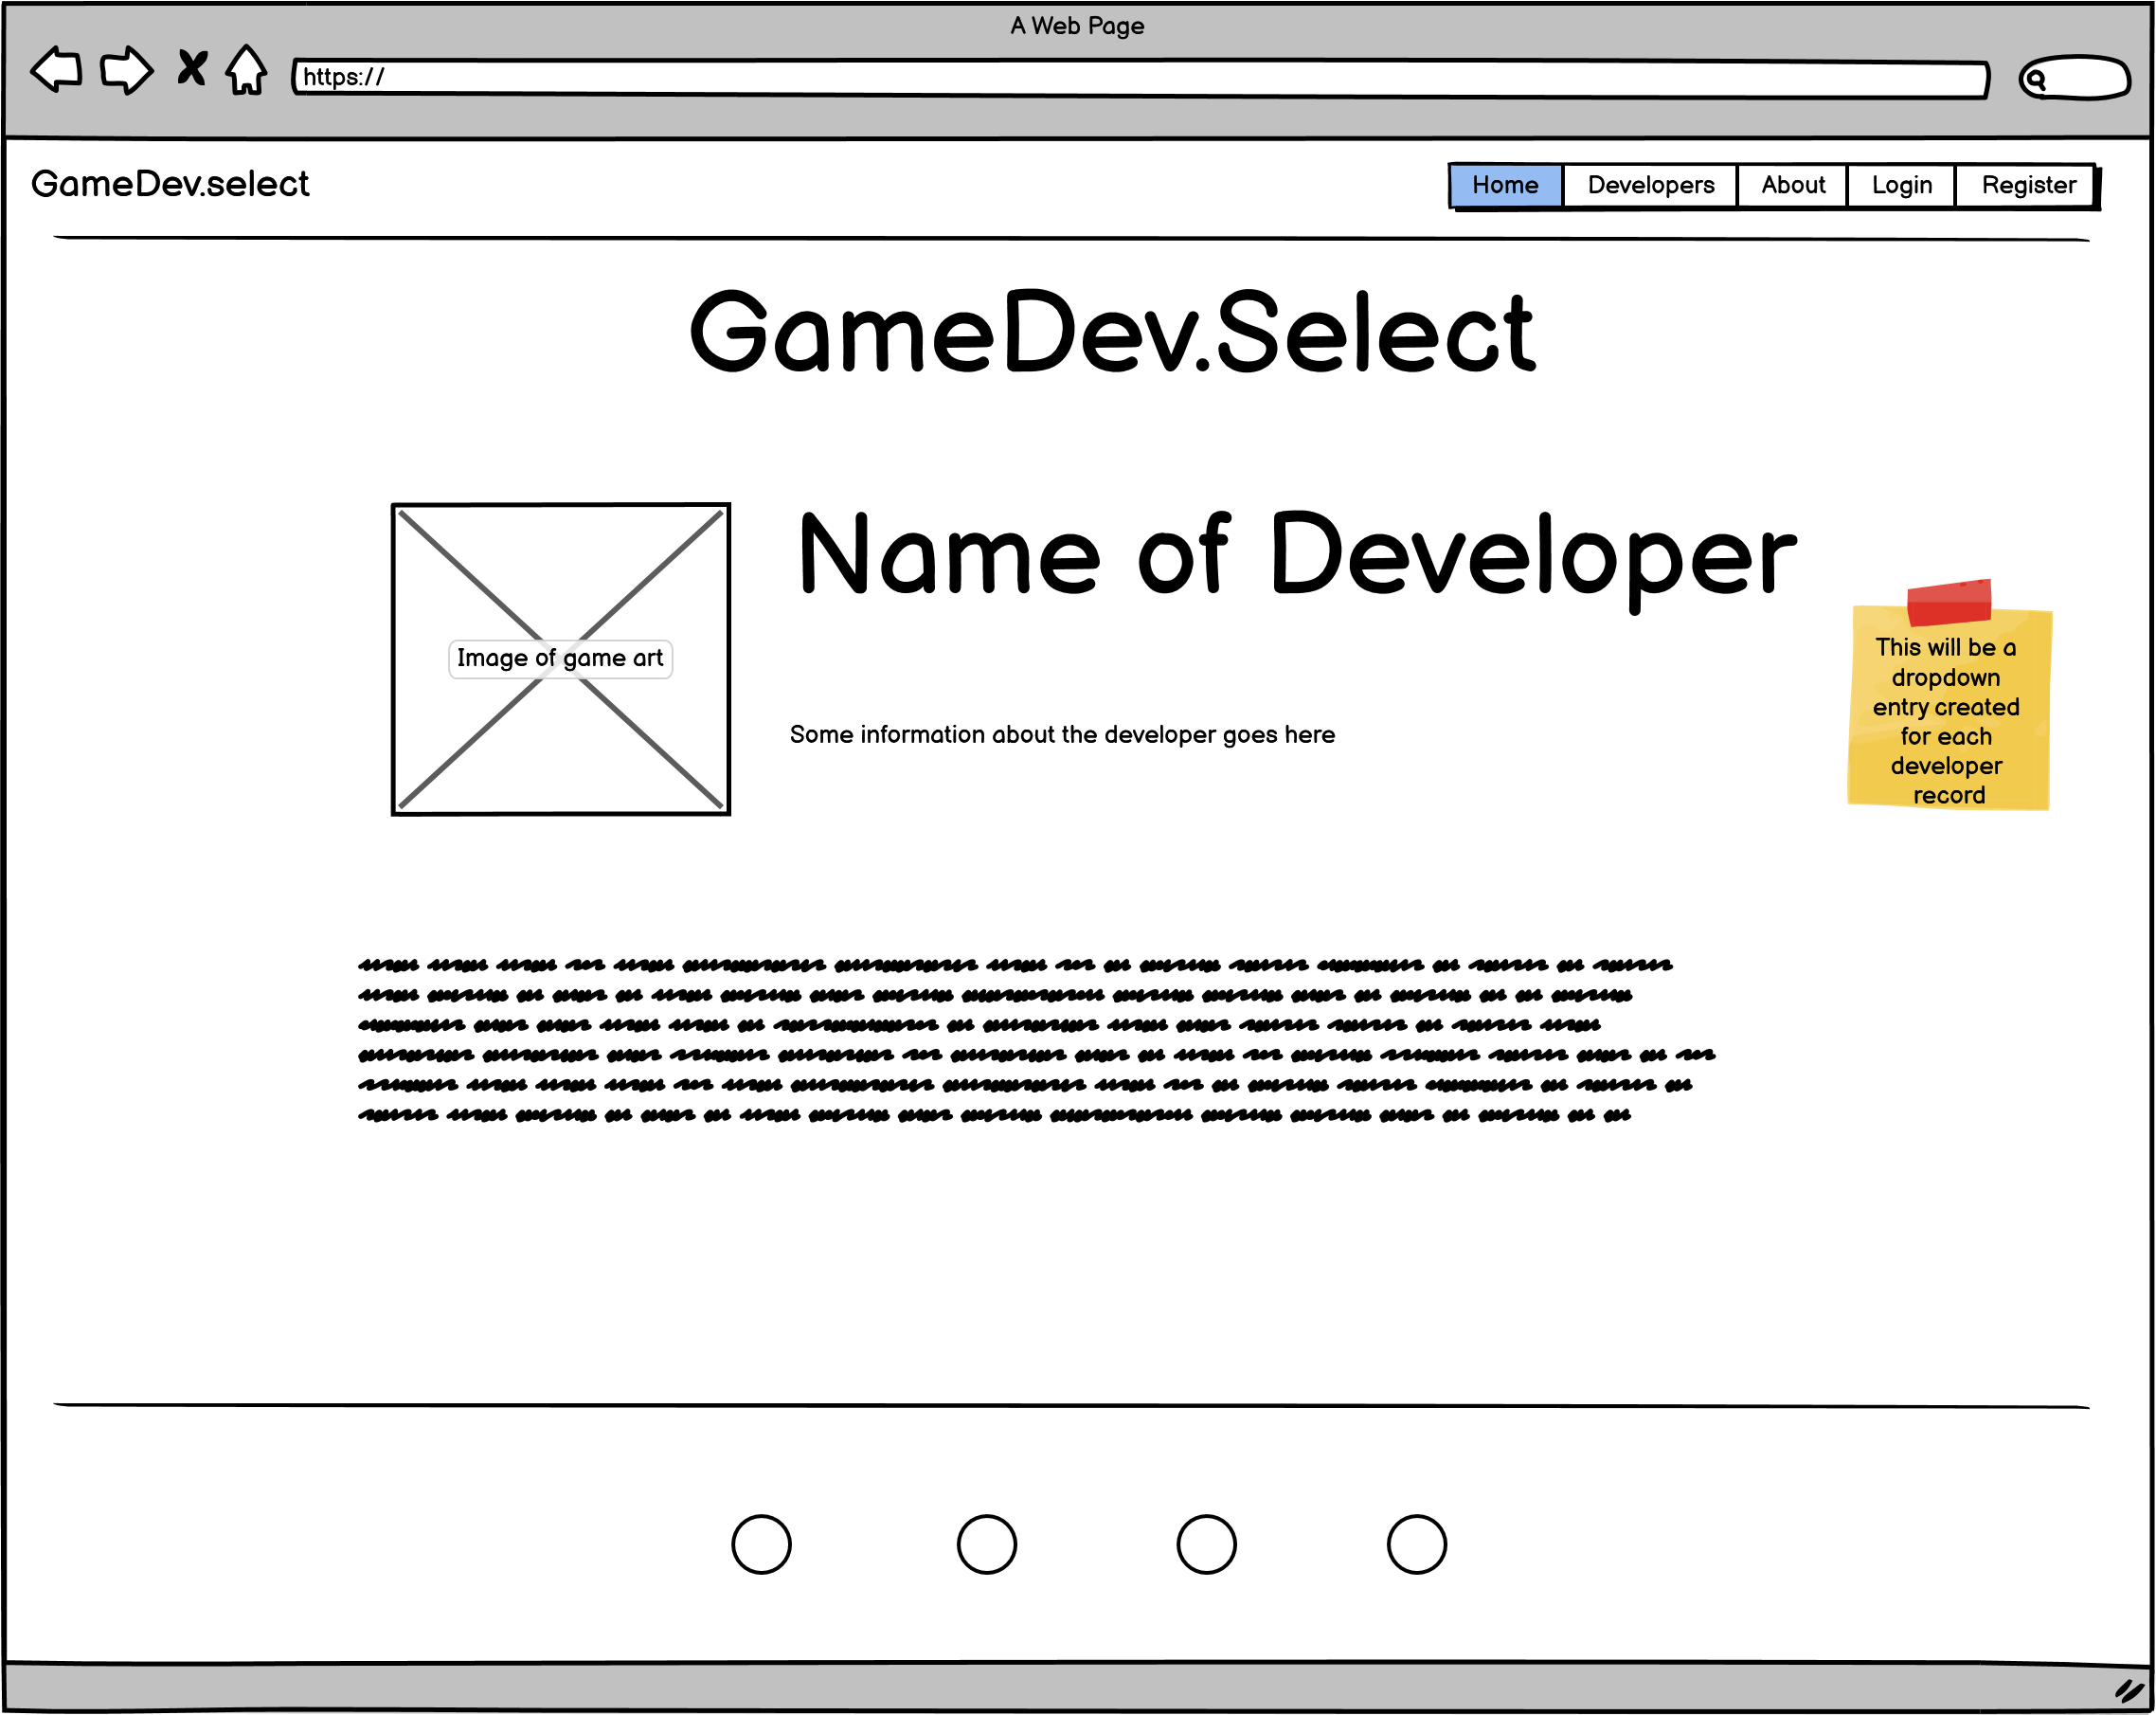 A Web Page
https://
GameDev.select
Home Developers About Login Register
GameDev.Select
Name of Developer
Image of game art
Some information about the developer goes here
This will be a
dropdown
entry created
for each
developer
record